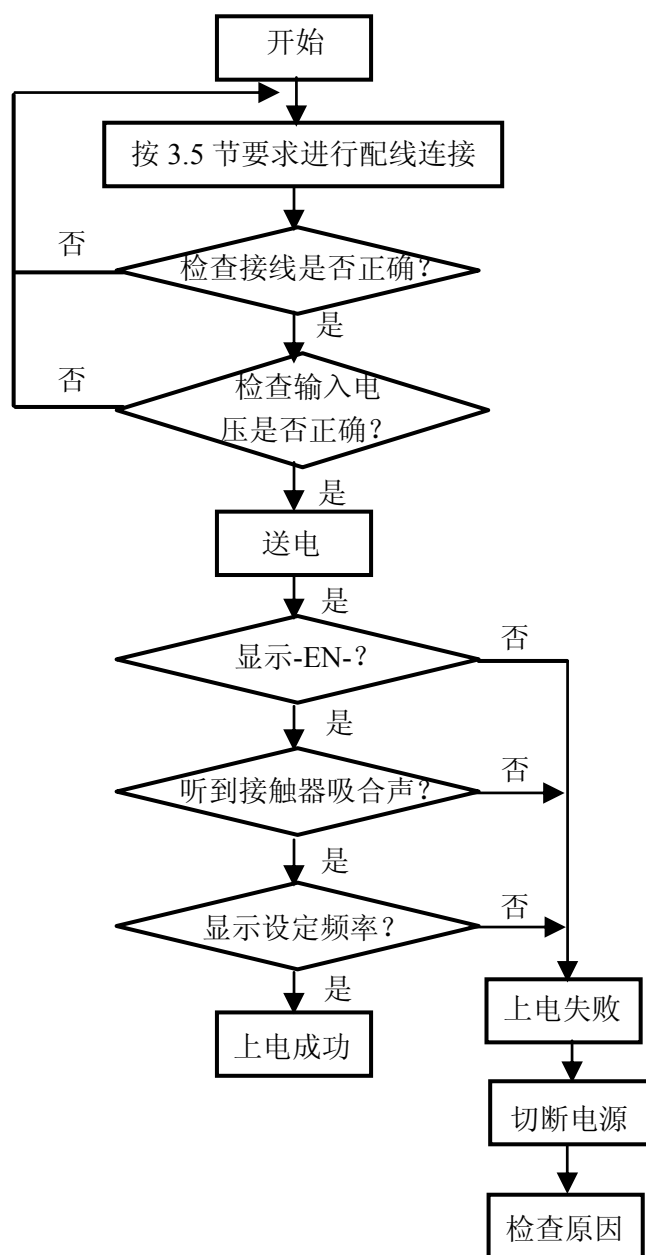 开始
按 3.5 节要求进行配线连接
否
检查接线是否正确？
是
否
检查输入电
压是否正确？
是
送电
是
显示-EN-？
否
是
听到接触器吸合声？
否
是
显示设定频率？
否
是
上电成功
上电失败
切断电源
检查原因